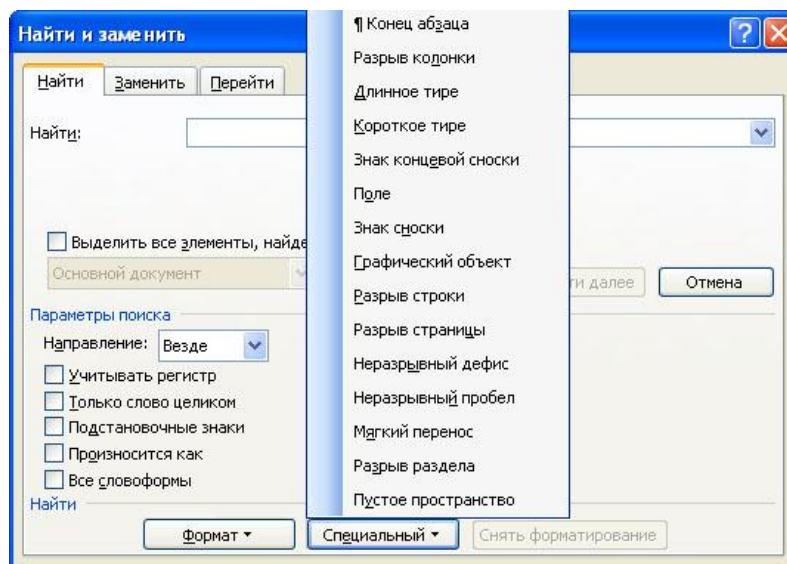 Найти и заменить
Найти
Заменить
Перейти
Найти:
Выделить все элементы,
Основной документ
далее
Отмена
Параметры поиска
Направление:
Везде
Учитывать регистр
Только слово целиком
Подстановочные знаки
Произносится как
Все словоформы
Найти
Формат
Специальный
Снять форматирование
¶ Конец абзаца
Разрыв колонки
Длинное тире
Короткое тире
Знак концевой сноски
Поле
Знак сноски
Графический объект
Разрыв строки
Разрыв страницы
Неразрывный дефис
Неразрывный пробел
Мягкий перенос
Разрыв раздела
Пустое пространство